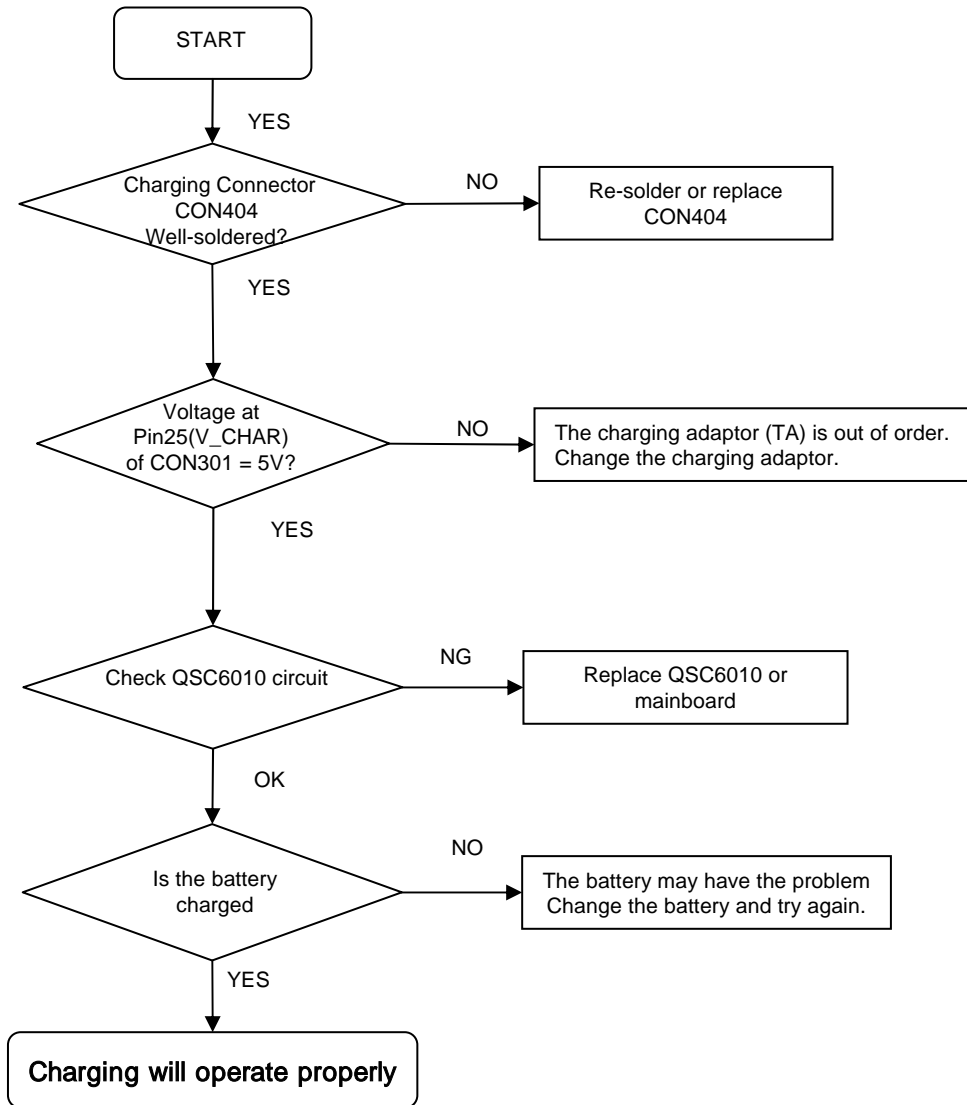 START
YES
Charging Connector
CON404
Well-soldered?
NO
Re-solder or replace
CON404
YES
Voltage at
Pin25(V_CHAR)
of CON301 = 5V?
NO
The charging adaptor (TA) is out of order.
Change the charging adaptor.
YES
Check QSC6010 circuit
NG
Replace QSC6010 or
mainboard
OK
Is the battery
charged
NO
The battery may have the problem
Change the battery and try again.
YES
Charging will operate properly